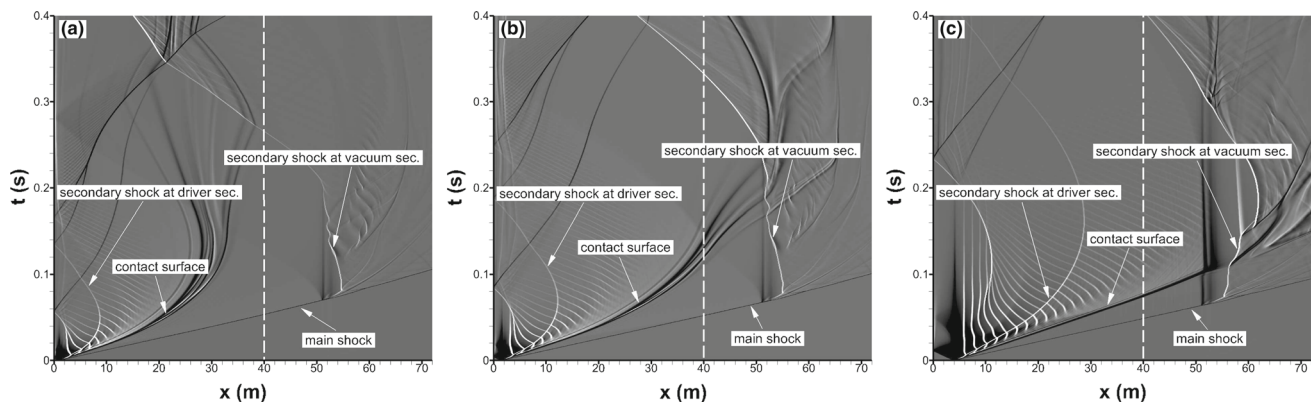 (a)
0.4
0.3
0.2
0.1
0
t (s)
secondary shock at vacuum sec.
secondary shock at driver sec.
contact surface
main shock
0 10 20 30 40 50 60 70
x (m)
(b)
0.4
0.3
0.2
0.1
0
t (s)
secondary shock at vacuum sec.
secondary shock at driver sec.
contact surface
main shock
0 10 20 30 40 50 60 70
x (m)
(c)
0.4
0.3
0.2
0.1
0
t (s)
secondary shock at vacuum sec.
secondary shock at driver sec.
contact surface
main shock
0 10 20 30 40 50 60 70
x (m)